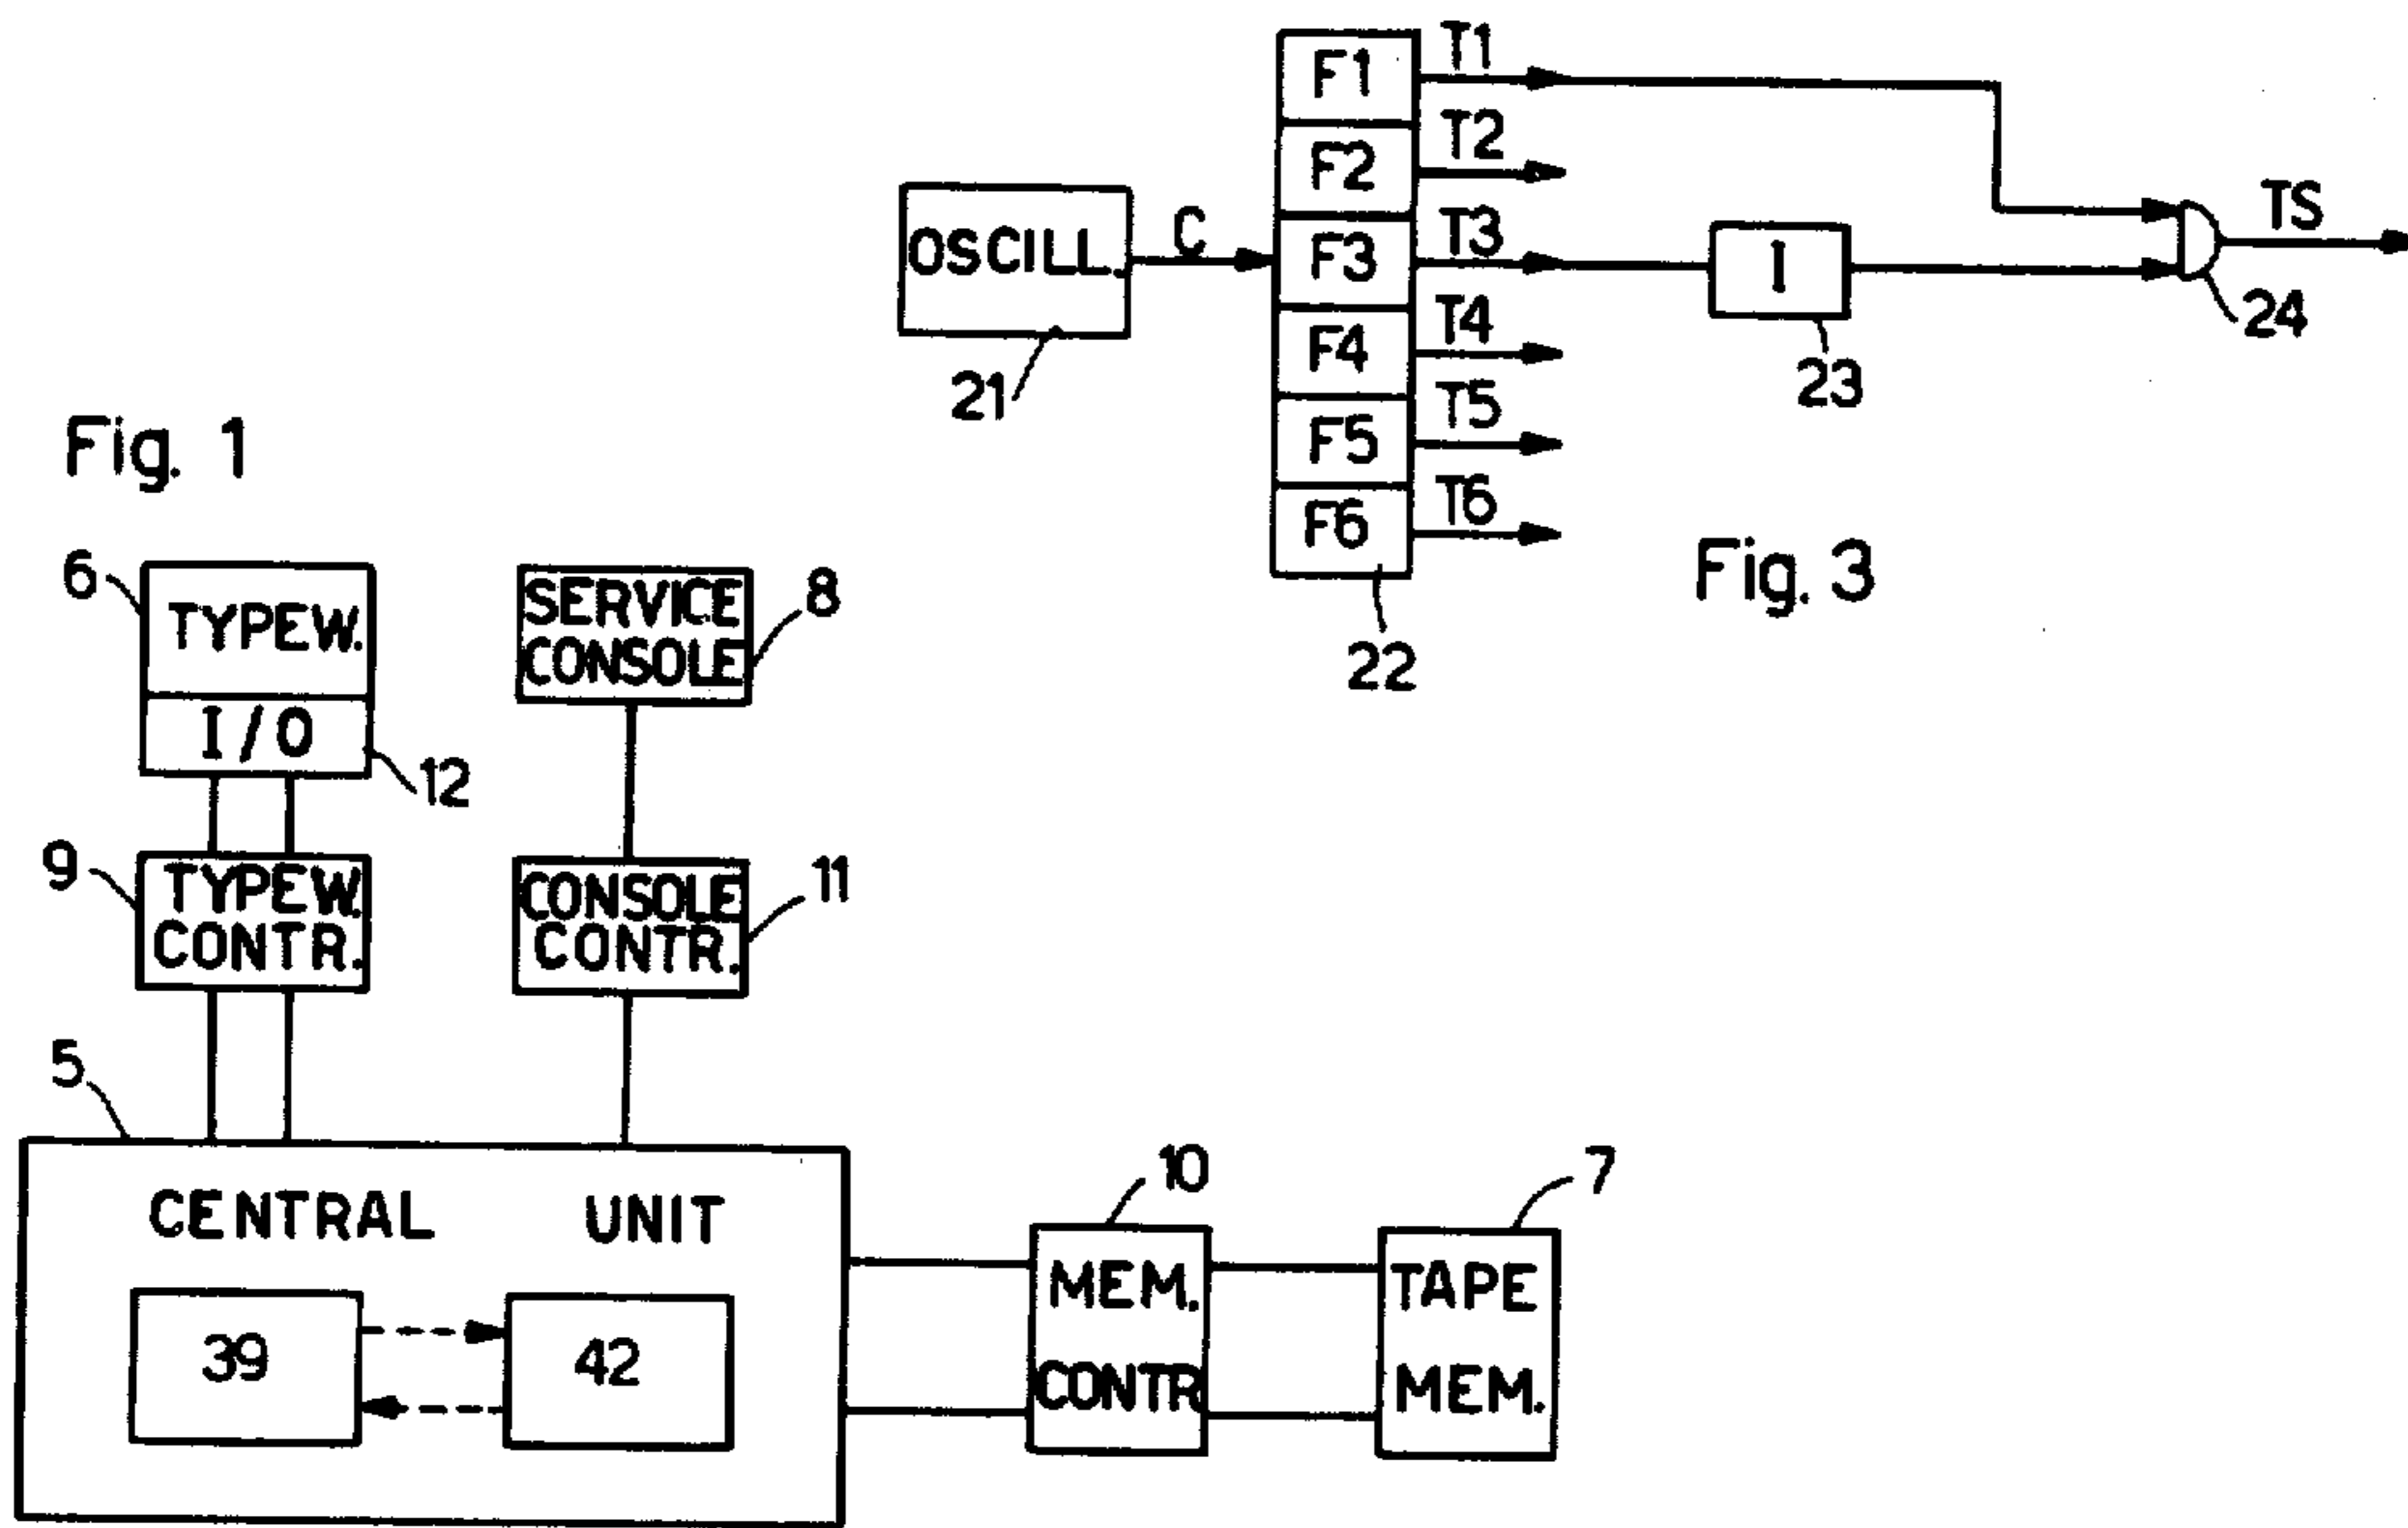 F1
T1
F2
T2
OSCILL.
C
F3
T3
I
TS
F4
T4
24
21
F5
T5
23
F6
T6
22
Fig. 3
Fig. 1
6
TYPEW.
I/O
12
SERVICE
CONSOLE
8
9
TYPEW.
CONTR.
CONSOLE
CONTR.
11
5
CENTRAL UNIT
39
42
10
MEM.
CONTR
7
TAPE
MEM.